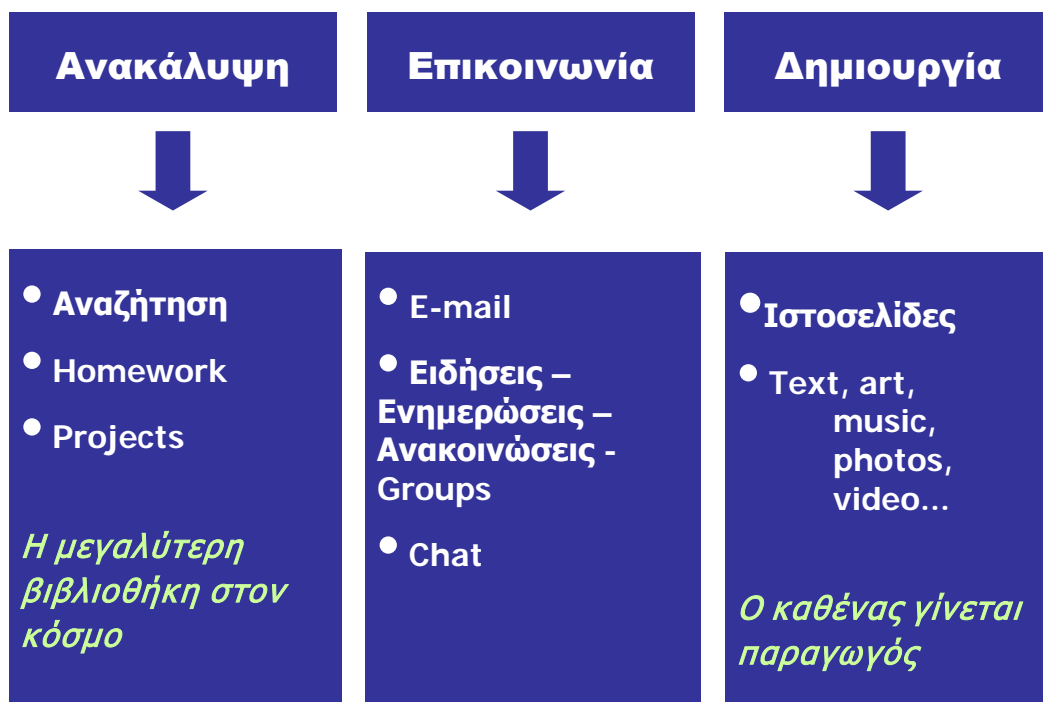 Ανακάλυψη
• Αναζήτηση
• Homework
• Projects
Η μεγαλύτερη
βιβλιοθήκη στον
κόσμο
Επικοινωνία
• E-mail
• Ειδήσεις –
Ενημερώσεις –
Ανακοινώσεις -
Groups
• Chat
Δημιουργία
•Ιστοσελίδες
• Text, art,
music,
photos,
video...
Ο καθένας γίνεται
παραγωγός